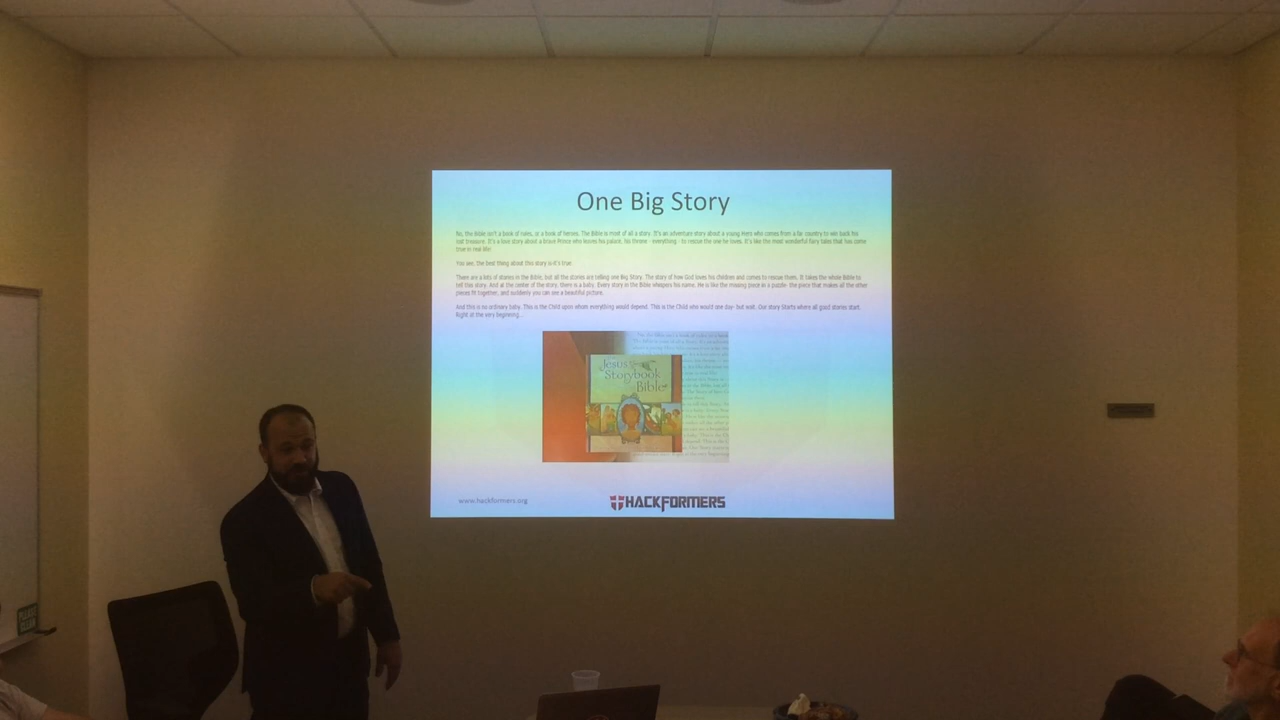 One Big Story
No, the Bible isn't a book of rules, or a book of heroes. The Bible is most of all a story. It's an adventure story about a young Hero who comes from a far country to win back his
lost treasure. It's a love story about a brave Prince who leaves his palace, his throne - everything - to rescue the one he loves. It's like the most wonderful fairy tales that has come
true in real life!
You see, the best thing about this story is-it's true
There are a lots of stories in the Bible, but all the stories are telling one Big Story. The story of how God loves his children and comes to rescue them. It takes the whole Bible to
tell this story. And at the center of the story, there is a baby. Every story in the Bible whispers his name. He is like the missing piece in a puzzle- the piece that makes all the other
pieces fit together, and suddenly you can see a beautiful picture.
And this is no ordinary baby. This is the Child upon whom everything would depend. This is the Child who would one day- but wait. Our story Starts where all good stories start.
Right at the very beginning...
Jesus
Storybook
Bible
www.hackformers.org
HACKFORMERS
PLEASE
CLEAN